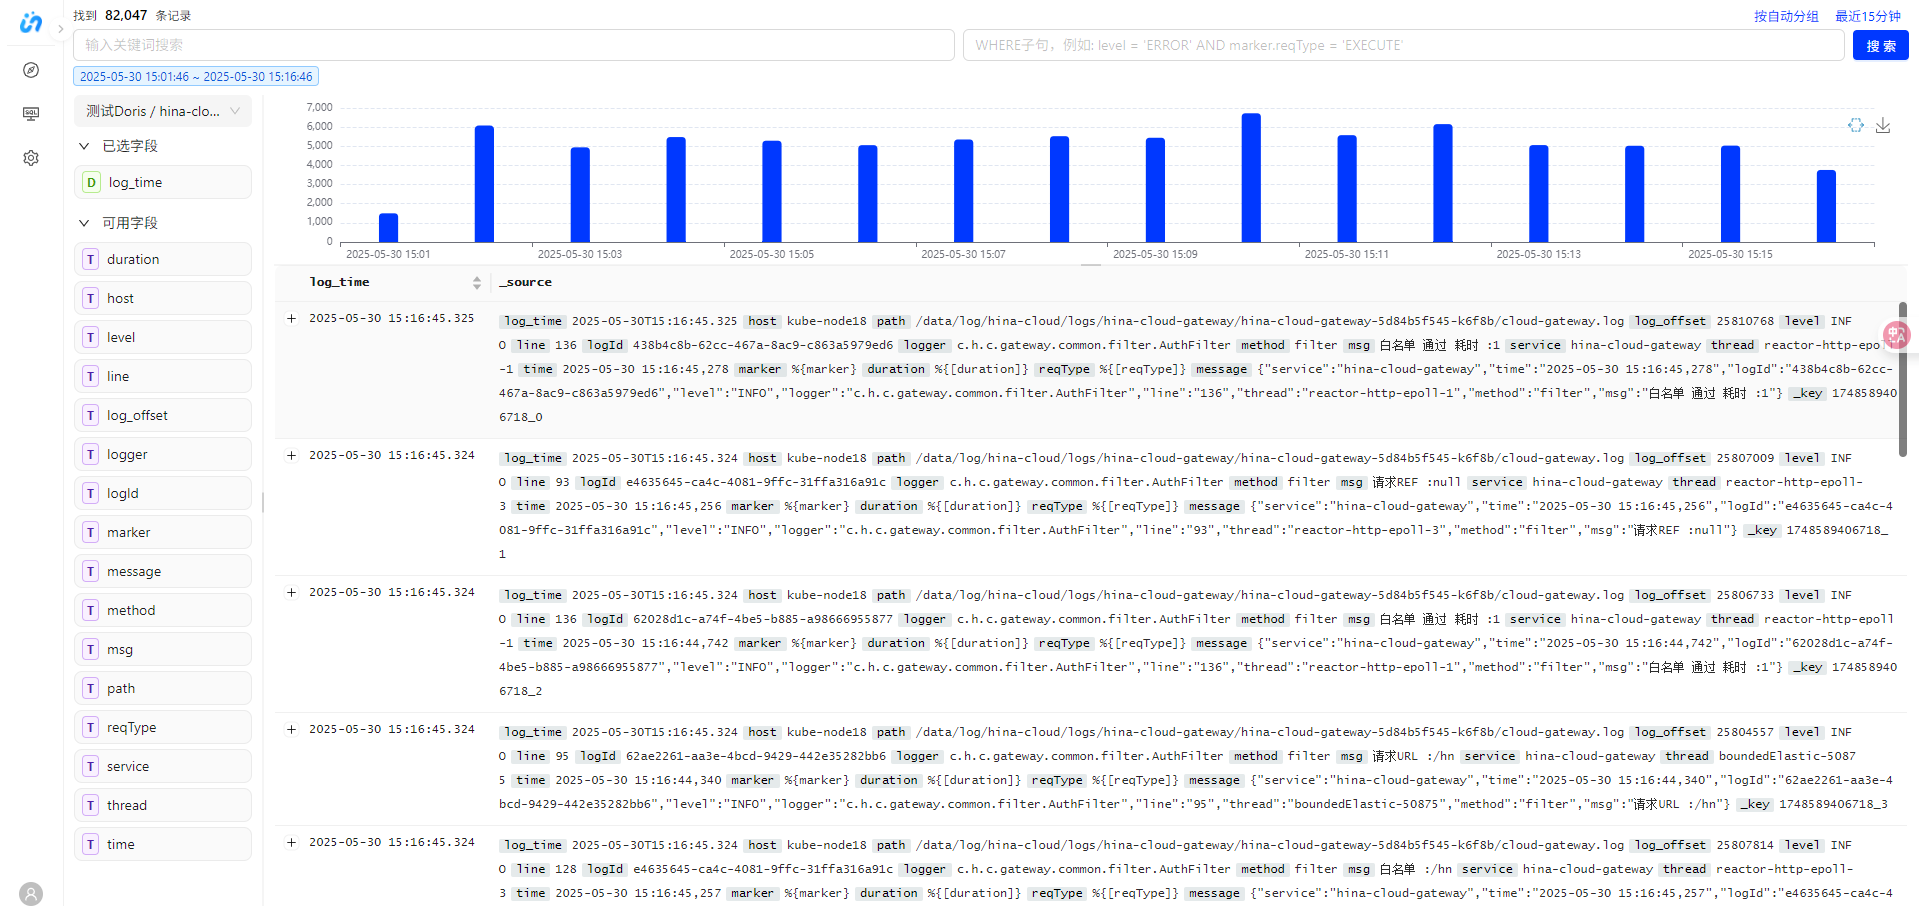 找到 82,047 条记录
按自动分组 最近15分钟
输入关键词搜索
WHERE子句，例如: level = 'ERROR' AND marker.reqType = 'EXECUTE'
搜 索
2025-05-30 15:01:46 ~ 2025-05-30 15:16:46
测试Doris / hina-clo...
已选字段
D log_time
可用字段
T duration
T host
T level
T line
T log_offset
T logger
T logId
T marker
T message
T method
T msg
T path
T reqType
T service
T thread
T time
7,000
6,000
5,000
4,000
3,000
2,000
1,000
0
2025-05-30 15:01 2025-05-30 15:03 2025-05-30 15:05 2025-05-30 15:07 2025-05-30 15:09 2025-05-30 15:11 2025-05-30 15:13 2025-05-30 15:15
log_time _source
2025-05-30 15:16:45.325
log_time 2025-05-30T15:16:45.325 host kube-node18 path /data/log/hina-cloud/logs/hina-cloud-gateway/hina-cloud-gateway-5d84b5f545-k6f8b/cloud-gateway.log log_offset 25810768 level INF
O line 136 logId 438b4c8b-62cc-467a-8ac9-c863a5979ed6 logger c.h.c.gateway.common.filter.AuthFilter method filter msg 白名单 通过 耗时 :1 service hina-cloud-gateway thread reactor-http-epoll
-1 time 2025-05-30 15:16:45,278 marker %{marker} duration %{[duration]} reqType %{[reqType]} message {"service":"hina-cloud-gateway","time":"2025-05-30 15:16:45,278","logId":"438b4c8b-62cc-
467a-8ac9-c863a5979ed6","level":"INFO","logger":"c.h.c.gateway.common.filter.AuthFilter","line":"136","thread":"reactor-http-epoll-1","method":"filter","msg":"白名单 通过 耗时 :1"} _key 174858940
6718_0
2025-05-30 15:16:45.324
log_time 2025-05-30T15:16:45.324 host kube-node18 path /data/log/hina-cloud/logs/hina-cloud-gateway/hina-cloud-gateway-5d84b5f545-k6f8b/cloud-gateway.log log_offset 25807009 level INF
O line 93 logId e4635645-ca4c-4081-9ffc-31ffa316a91c logger c.h.c.gateway.common.filter.AuthFilter method filter msg 请求REF :null service hina-cloud-gateway thread reactor-http-epoll-
3 time 2025-05-30 15:16:45,256 marker %{marker} duration %{[duration]} reqType %{[reqType]} message {"service":"hina-cloud-gateway","time":"2025-05-30 15:16:45,256","logId":"e4635645-ca4c-4
081-9ffc-31ffa316a91c","level":"INFO","logger":"c.h.c.gateway.common.filter.AuthFilter","line":"93","thread":"reactor-http-epoll-3","method":"filter","msg":"请求REF :null"} _key 1748589406718_
1
2025-05-30 15:16:45.324
log_time 2025-05-30T15:16:45.324 host kube-node18 path /data/log/hina-cloud/logs/hina-cloud-gateway/hina-cloud-gateway-5d84b5f545-k6f8b/cloud-gateway.log log_offset 25806733 level INF
O line 136 logId 62028d1c-a74f-4be5-b885-a98666955877 logger c.h.c.gateway.common.filter.AuthFilter method filter msg 白名单 通过 耗时 :1 service hina-cloud-gateway thread reactor-http-epoll
-1 time 2025-05-30 15:16:44,742 marker %{marker} duration %{[duration]} reqType %{[reqType]} message {"service":"hina-cloud-gateway","time":"2025-05-30 15:16:44,742","logId":"62028d1c-a74f-
4be5-b885-a98666955877","level":"INFO","logger":"c.h.c.gateway.common.filter.AuthFilter","line":"136","thread":"reactor-http-epoll-1","method":"filter","msg":"白名单 通过 耗时 :1"} _key 174858940
6718_2
2025-05-30 15:16:45.324
log_time 2025-05-30T15:16:45.324 host kube-node18 path /data/log/hina-cloud/logs/hina-cloud-gateway/hina-cloud-gateway-5d84b5f545-k6f8b/cloud-gateway.log log_offset 25804557 level INF
O line 95 logId 62ae2261-aa3e-4bcd-9429-442e35282bb6 logger c.h.c.gateway.common.filter.AuthFilter method filter msg 请求URL :/hn service hina-cloud-gateway thread boundedElastic-5087
5 time 2025-05-30 15:16:44,340 marker %{marker} duration %{[duration]} reqType %{[reqType]} message {"service":"hina-cloud-gateway","time":"2025-05-30 15:16:44,340","logId":"62ae2261-aa3e-4
bcd-9429-442e35282bb6","level":"INFO","logger":"c.h.c.gateway.common.filter.AuthFilter","line":"95","thread":"boundedElastic-50875","method":"filter","msg":"请求URL :/hn"} _key 1748589406718_3
2025-05-30 15:16:45.324
log_time 2025-05-30T15:16:45.324 host kube-node18 path /data/log/hina-cloud/logs/hina-cloud-gateway/hina-cloud-gateway-5d84b5f545-k6f8b/cloud-gateway.log log_offset 25807814 level INF
O line 128 logId e4635645-ca4c-4081-9ffc-31ffa316a91c logger c.h.c.gateway.common.filter.AuthFilter method filter msg 白名单 :/hn service hina-cloud-gateway thread reactor-http-epoll-
3 time 2025-05-30 15:16:45,257 marker %{marker} duration %{[duration]} reqType %{[reqType]} message {"service":"hina-cloud-gateway","time":"2025-05-30 15:16:45,257","logId":"e4635645-ca4c-4